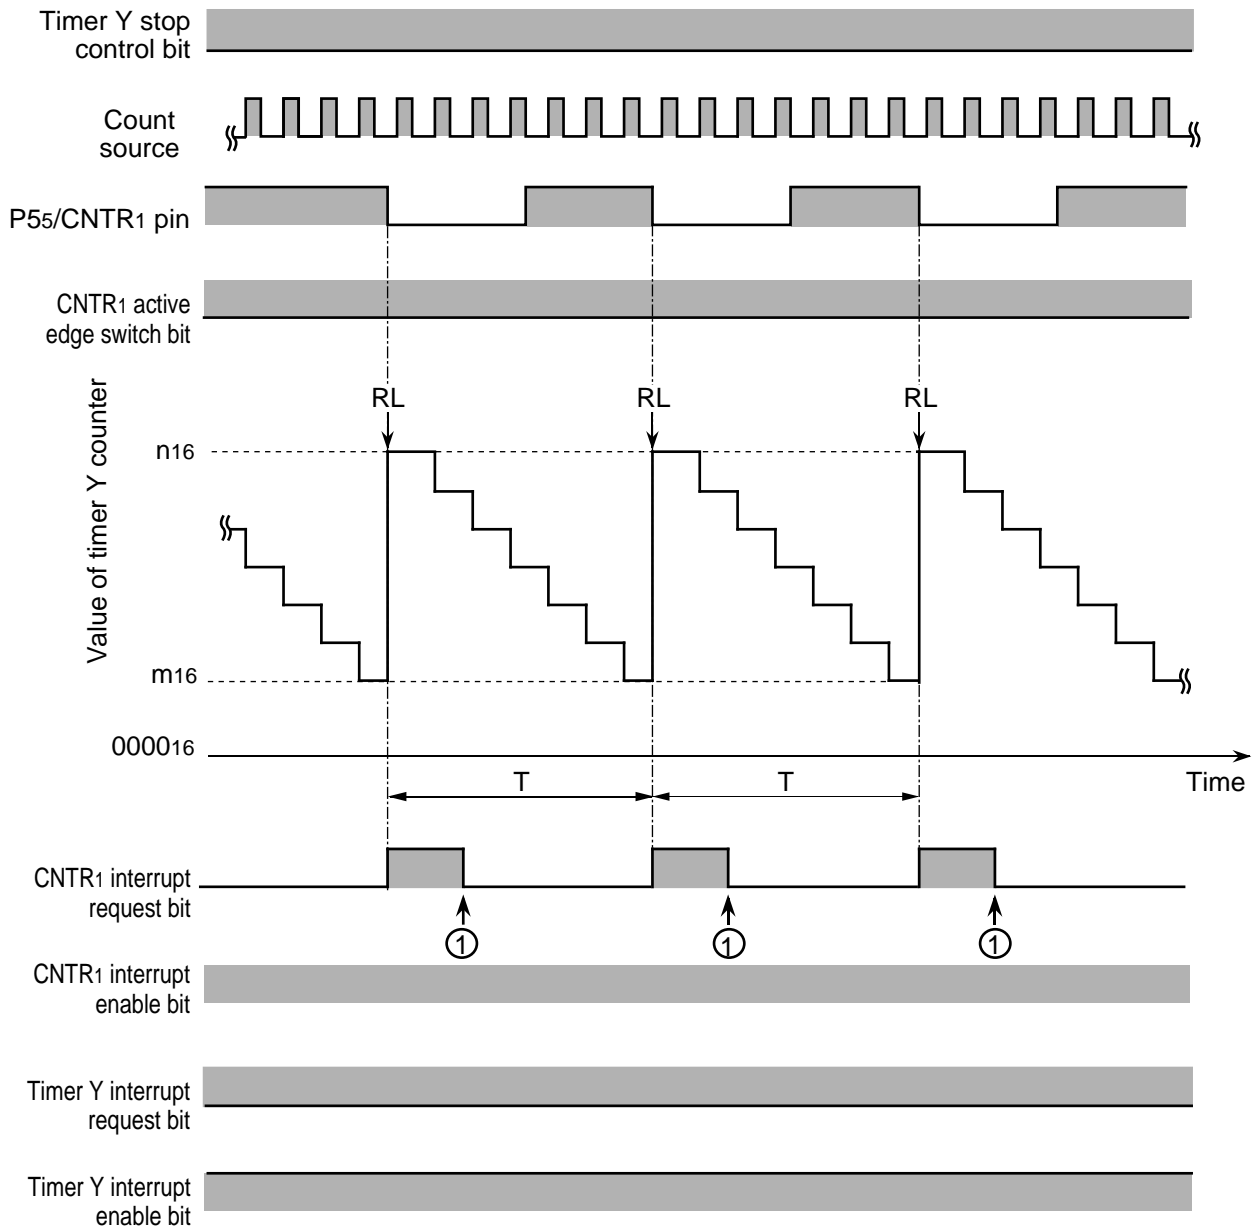 Timer Y stop
control bit
Count
source
P55/CNTR1 pin
CNTR1 active
edge switch bit
RL
RL
RL
Value of timer Y counter
n16
m16
000016
Time
T
T
CNTR1 interrupt
request bit
①
①
①
CNTR1 interrupt
enable bit
Timer Y interrupt
request bit
Timer Y interrupt
enable bit